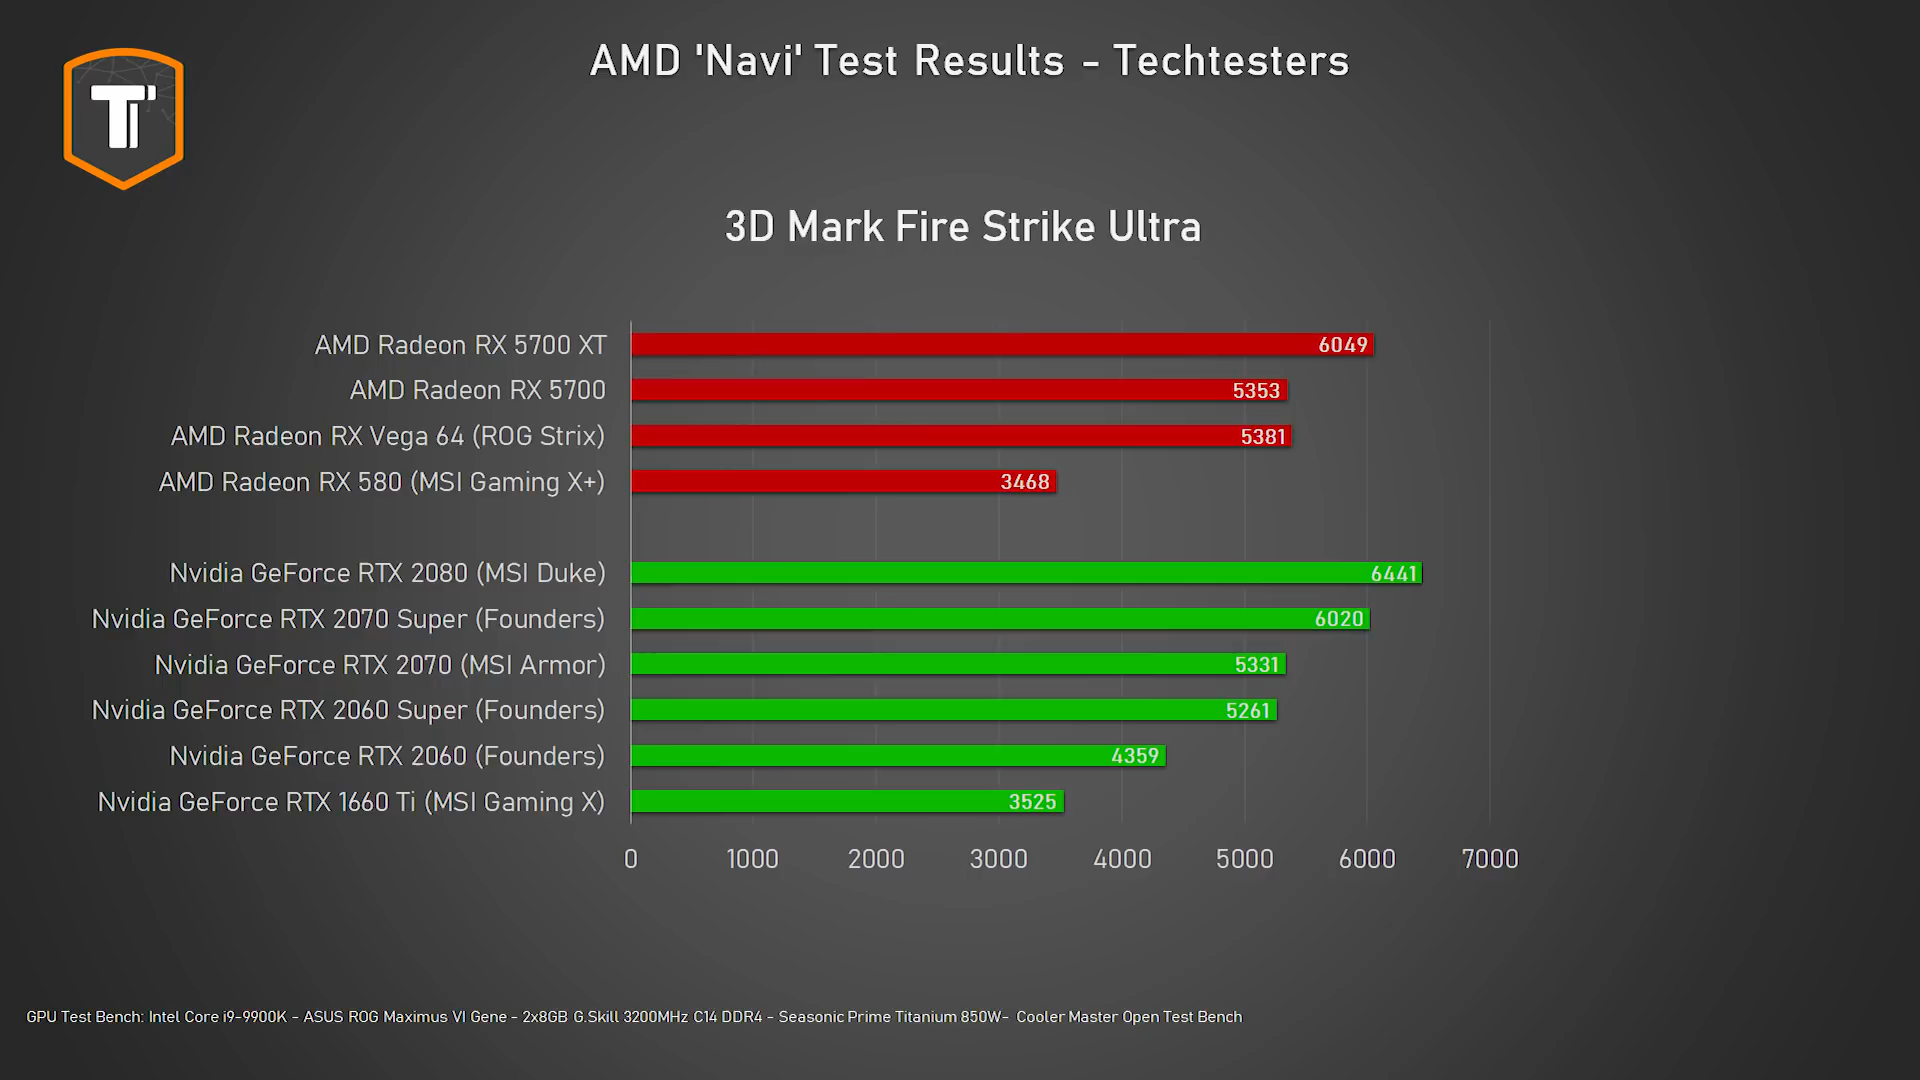 AMD 'Navi' Test Results - Techtesters
T
3D Mark Fire Strike Ultra
AMD Radeon RX 5700 XT 6049
AMD Radeon RX 5700 5353
AMD Radeon RX Vega 64 (ROG Strix) 5381
AMD Radeon RX 580 (MSI Gaming X+) 3468
Nvidia GeForce RTX 2080 (MSI Duke) 6441
Nvidia GeForce RTX 2070 Super (Founders) 6020
Nvidia GeForce RTX 2070 (MSI Armor) 5331
Nvidia GeForce RTX 2060 Super (Founders) 5261
Nvidia GeForce RTX 2060 (Founders) 4359
Nvidia GeForce RTX 1660 Ti (MSI Gaming X) 3525
0 1000 2000 3000 4000 5000 6000 7000
GPU Test Bench: Intel Core i9-9900K - ASUS ROG Maximus VI Gene - 2x8GB G.Skill 3200MHz C14 DDR4 - Seasonic Prime Titanium 850W- Cooler Master Open Test Bench